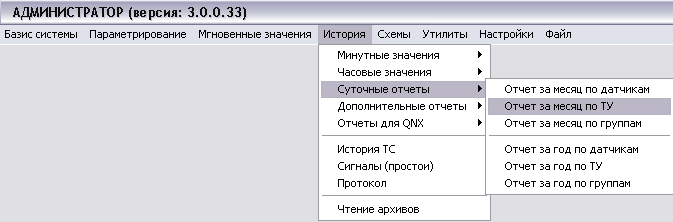 АДМИНИСТРАТОР (версия: 3.0.0.33)
Базис системы Параметрирование Мгновенные значения История Схемы Утилиты Настройки Файл
Минутные значения
Часовые значения
Суточные отчеты
Дополнительные отчеты
Отчеты для QNX
История ТС
Сигналы (простои)
Протокол
Чтение архивов
Отчет за месяц по датчикам
Отчет за месяц по ТУ
Отчет за месяц по группам
Отчет за год по датчикам
Отчет за год по ТУ
Отчет за год по группам